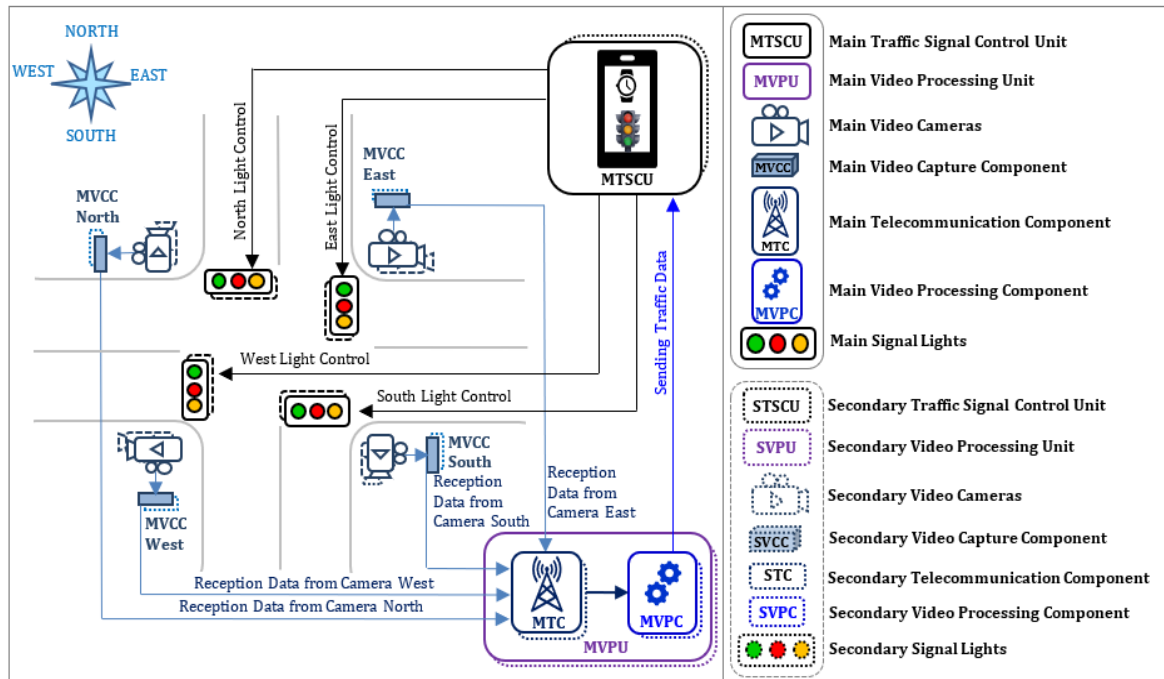 NORTH
WEST
EAST
SOUTH
North Light Control
East Light Control
MVCC
East
MTSCU
MVCC
North
Sending Traffic Data
West Light Control
South Light Control
MVCC
South
Reception
Data from
Camera South
Reception
Data from
Camera East
MVCC
West
Reception Data from Camera West
Reception Data from Camera North
MTC
MVPC
MVPU
MTSCU
Main Traffic Signal Control Unit
MVPU
Main Video Processing Unit
Main Video Cameras
MVCC
Main Video Capture Component
MTC
Main Telecommunication Component
MVPC
Main Video Processing Component
Main Signal Lights
STSCU
Secondary Traffic Signal Control Unit
SVPU
Secondary Video Processing Unit
Secondary Video Cameras
SVCC
Secondary Video Capture Component
STC
Secondary Telecommunication Component
SVPC
Secondary Video Processing Component
Secondary Signal Lights